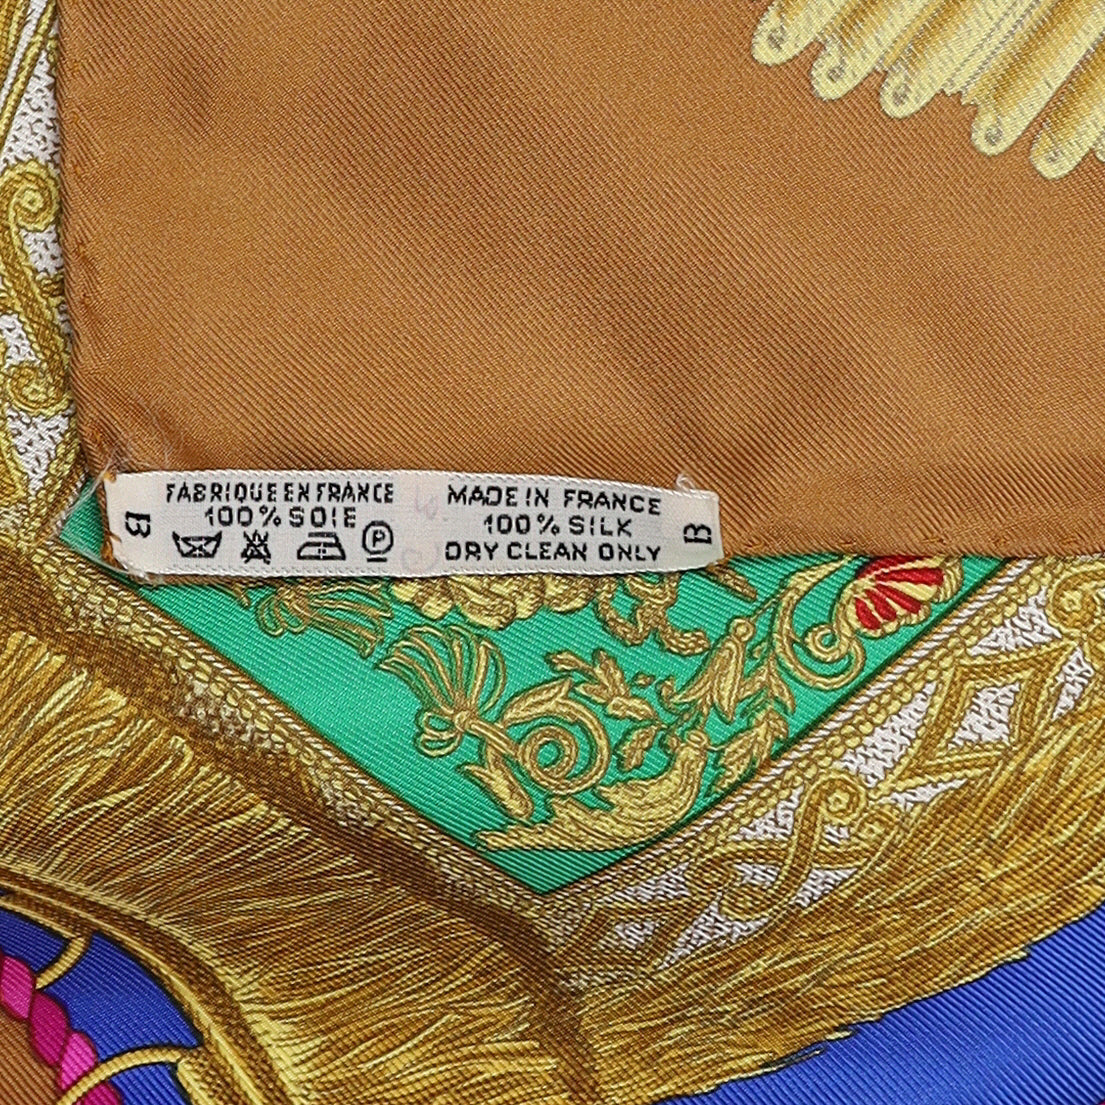 B
FABRIQUE EN FRANCE
100% SOIE
P
MADE IN FRANCE
100% SILK
DRY CLEAN ONLY
B